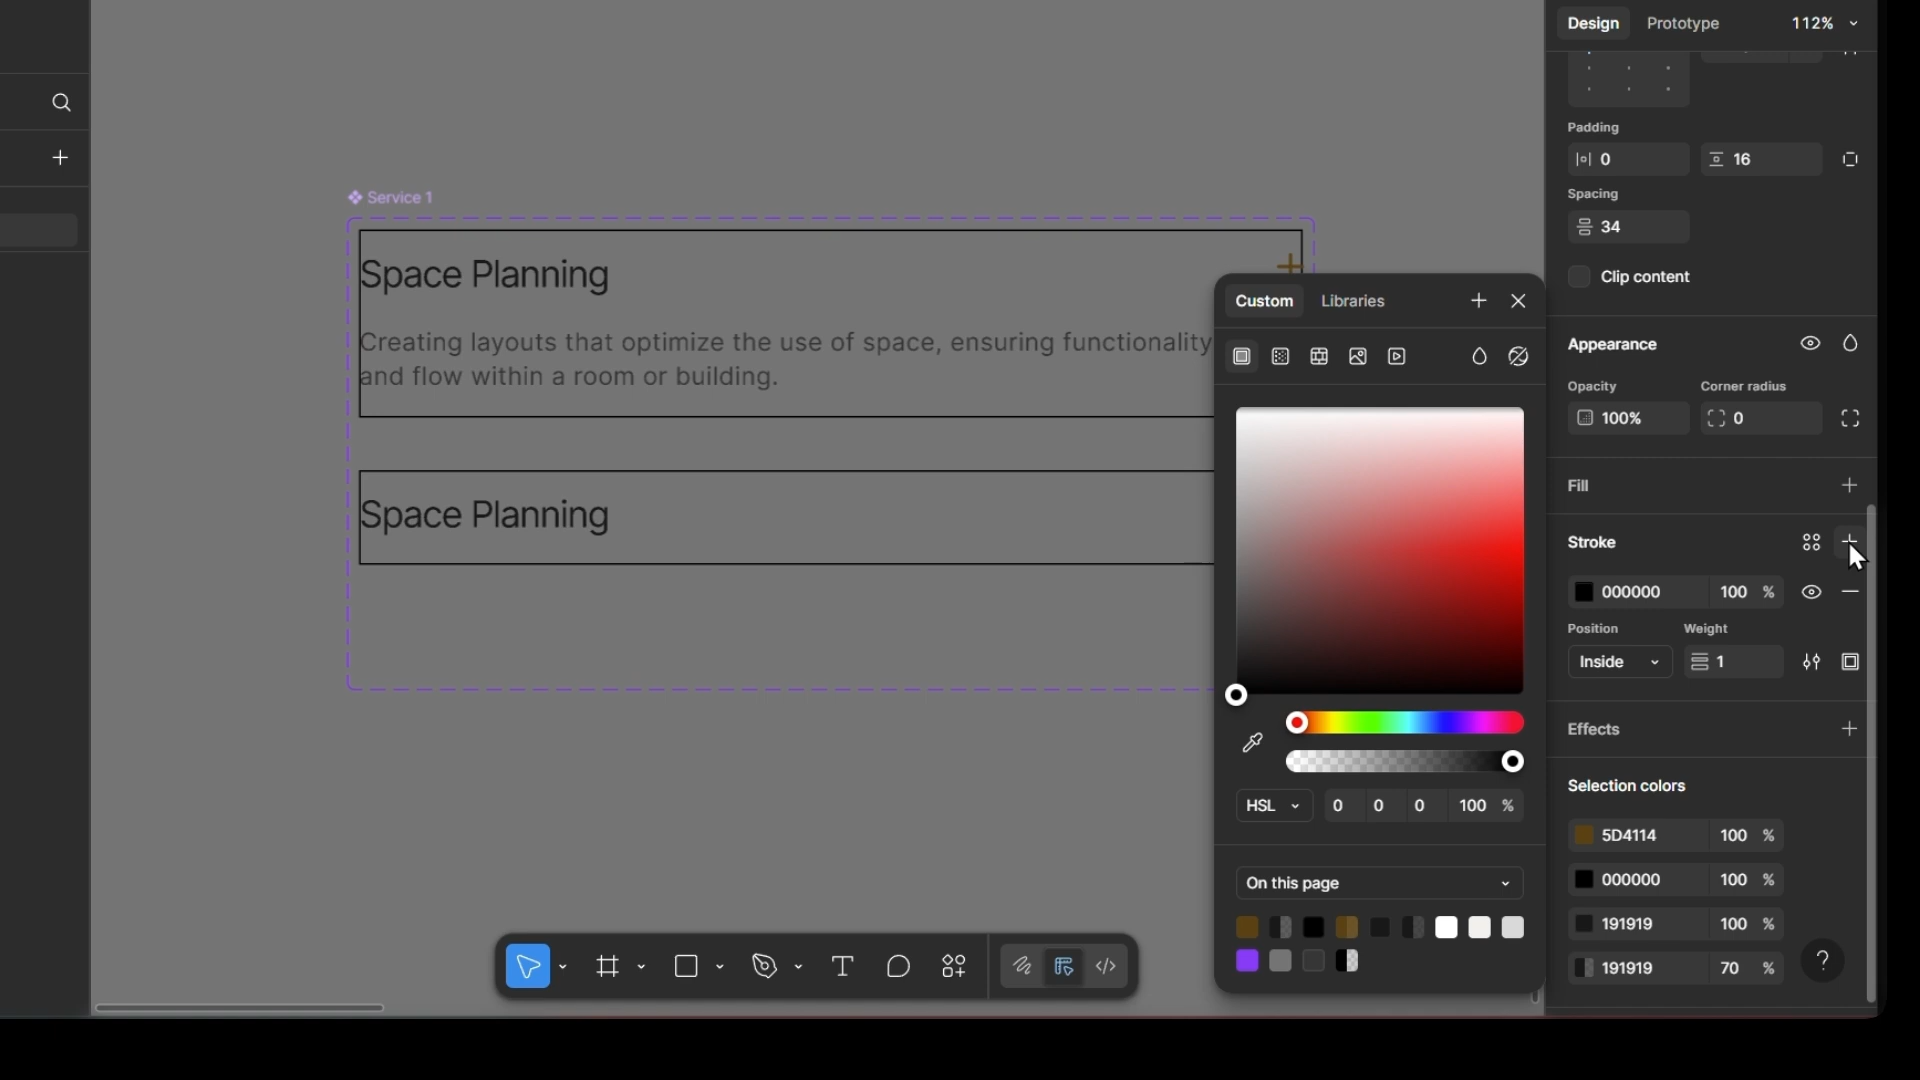 Design Prototype 112%
Padding
0 16
Spacing
34
Clip content
Service 1
Space Planning
Creating layouts that optimize the use of space, ensuring functionality
and flow within a room or building.
Space Planning
Custom Libraries
HSL 0 0 0 100 %
On this page
Appearance
Opacity Corner radius
100% 0
Fill
Stroke
000000 100 %
Position Weight
Inside 1
Effects
Selection colors
5D4114 100 %
000000 100 %
191919 100 %
191919 70 %
?